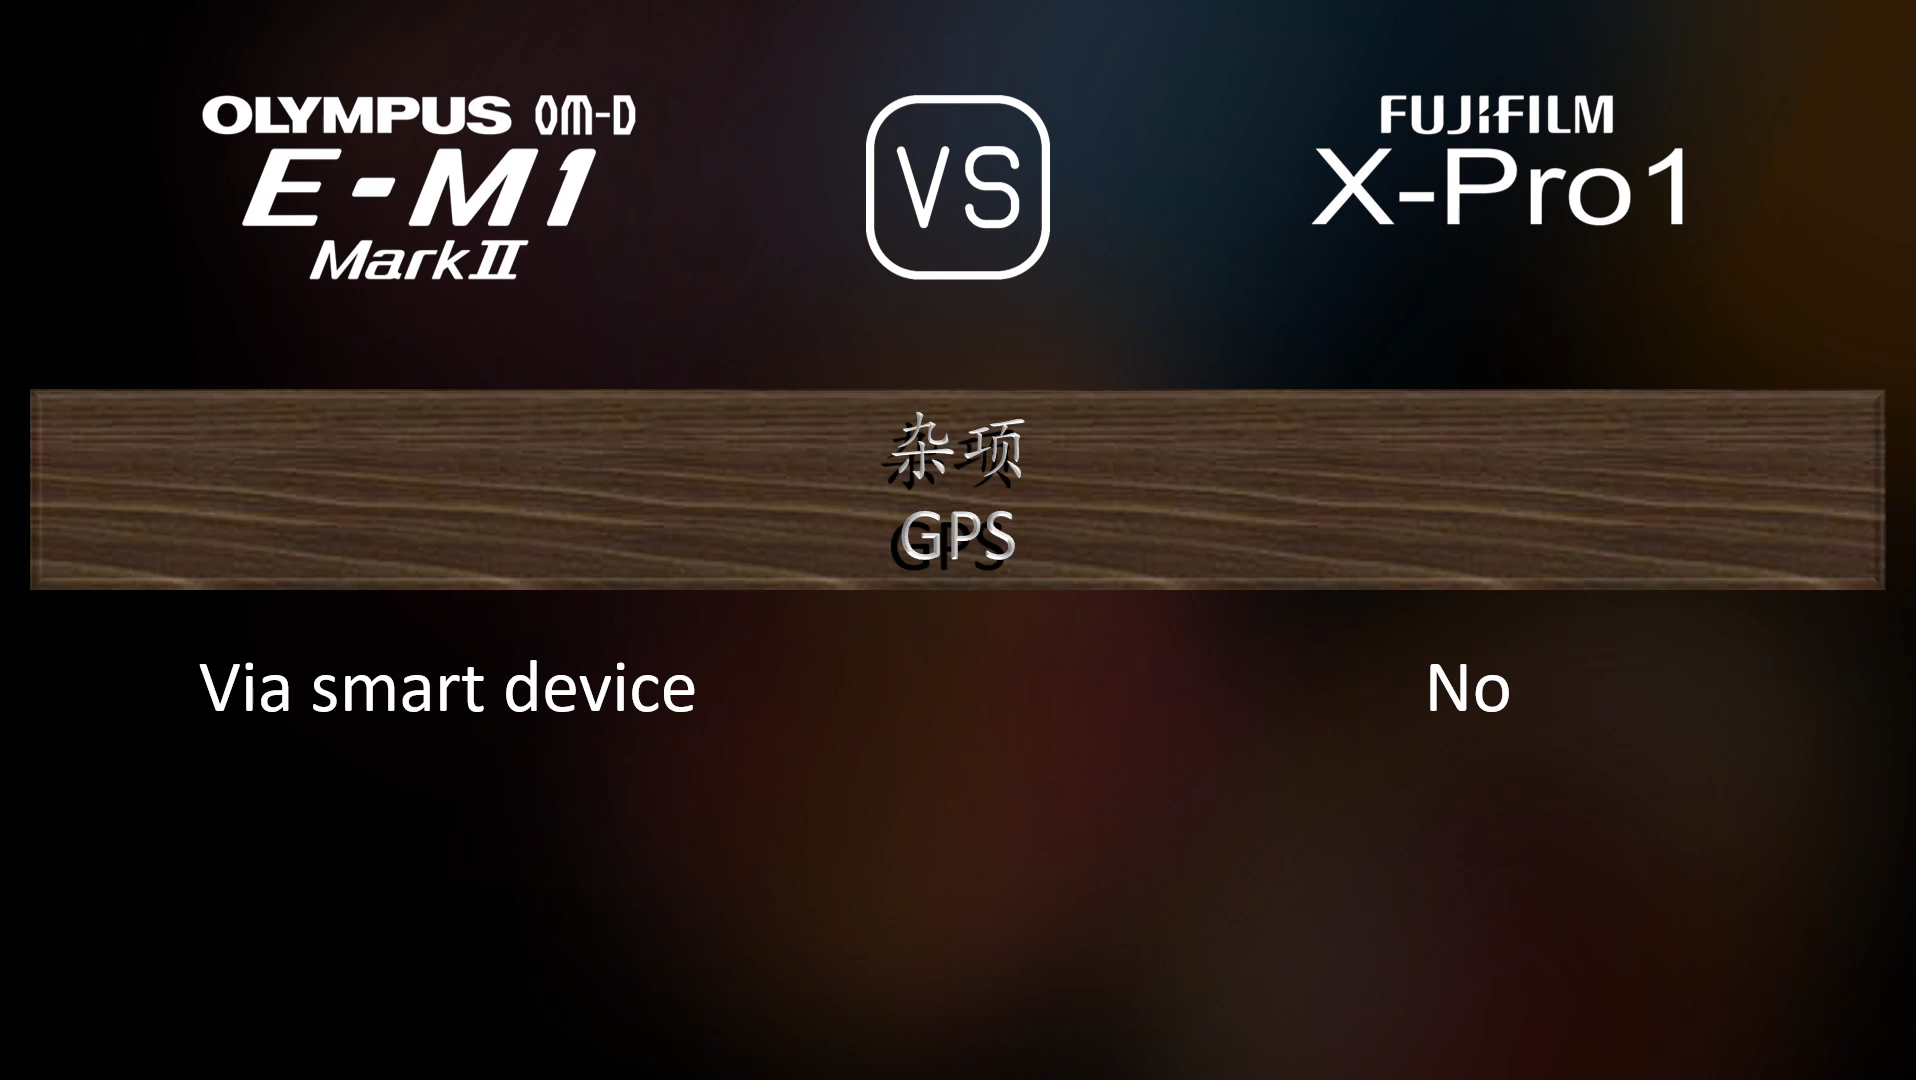 OLYMPUS OM-D
E-M1
Mark II
VS
FUJIFILM
X-Pro1
杂项
GPS
Via smart device
No